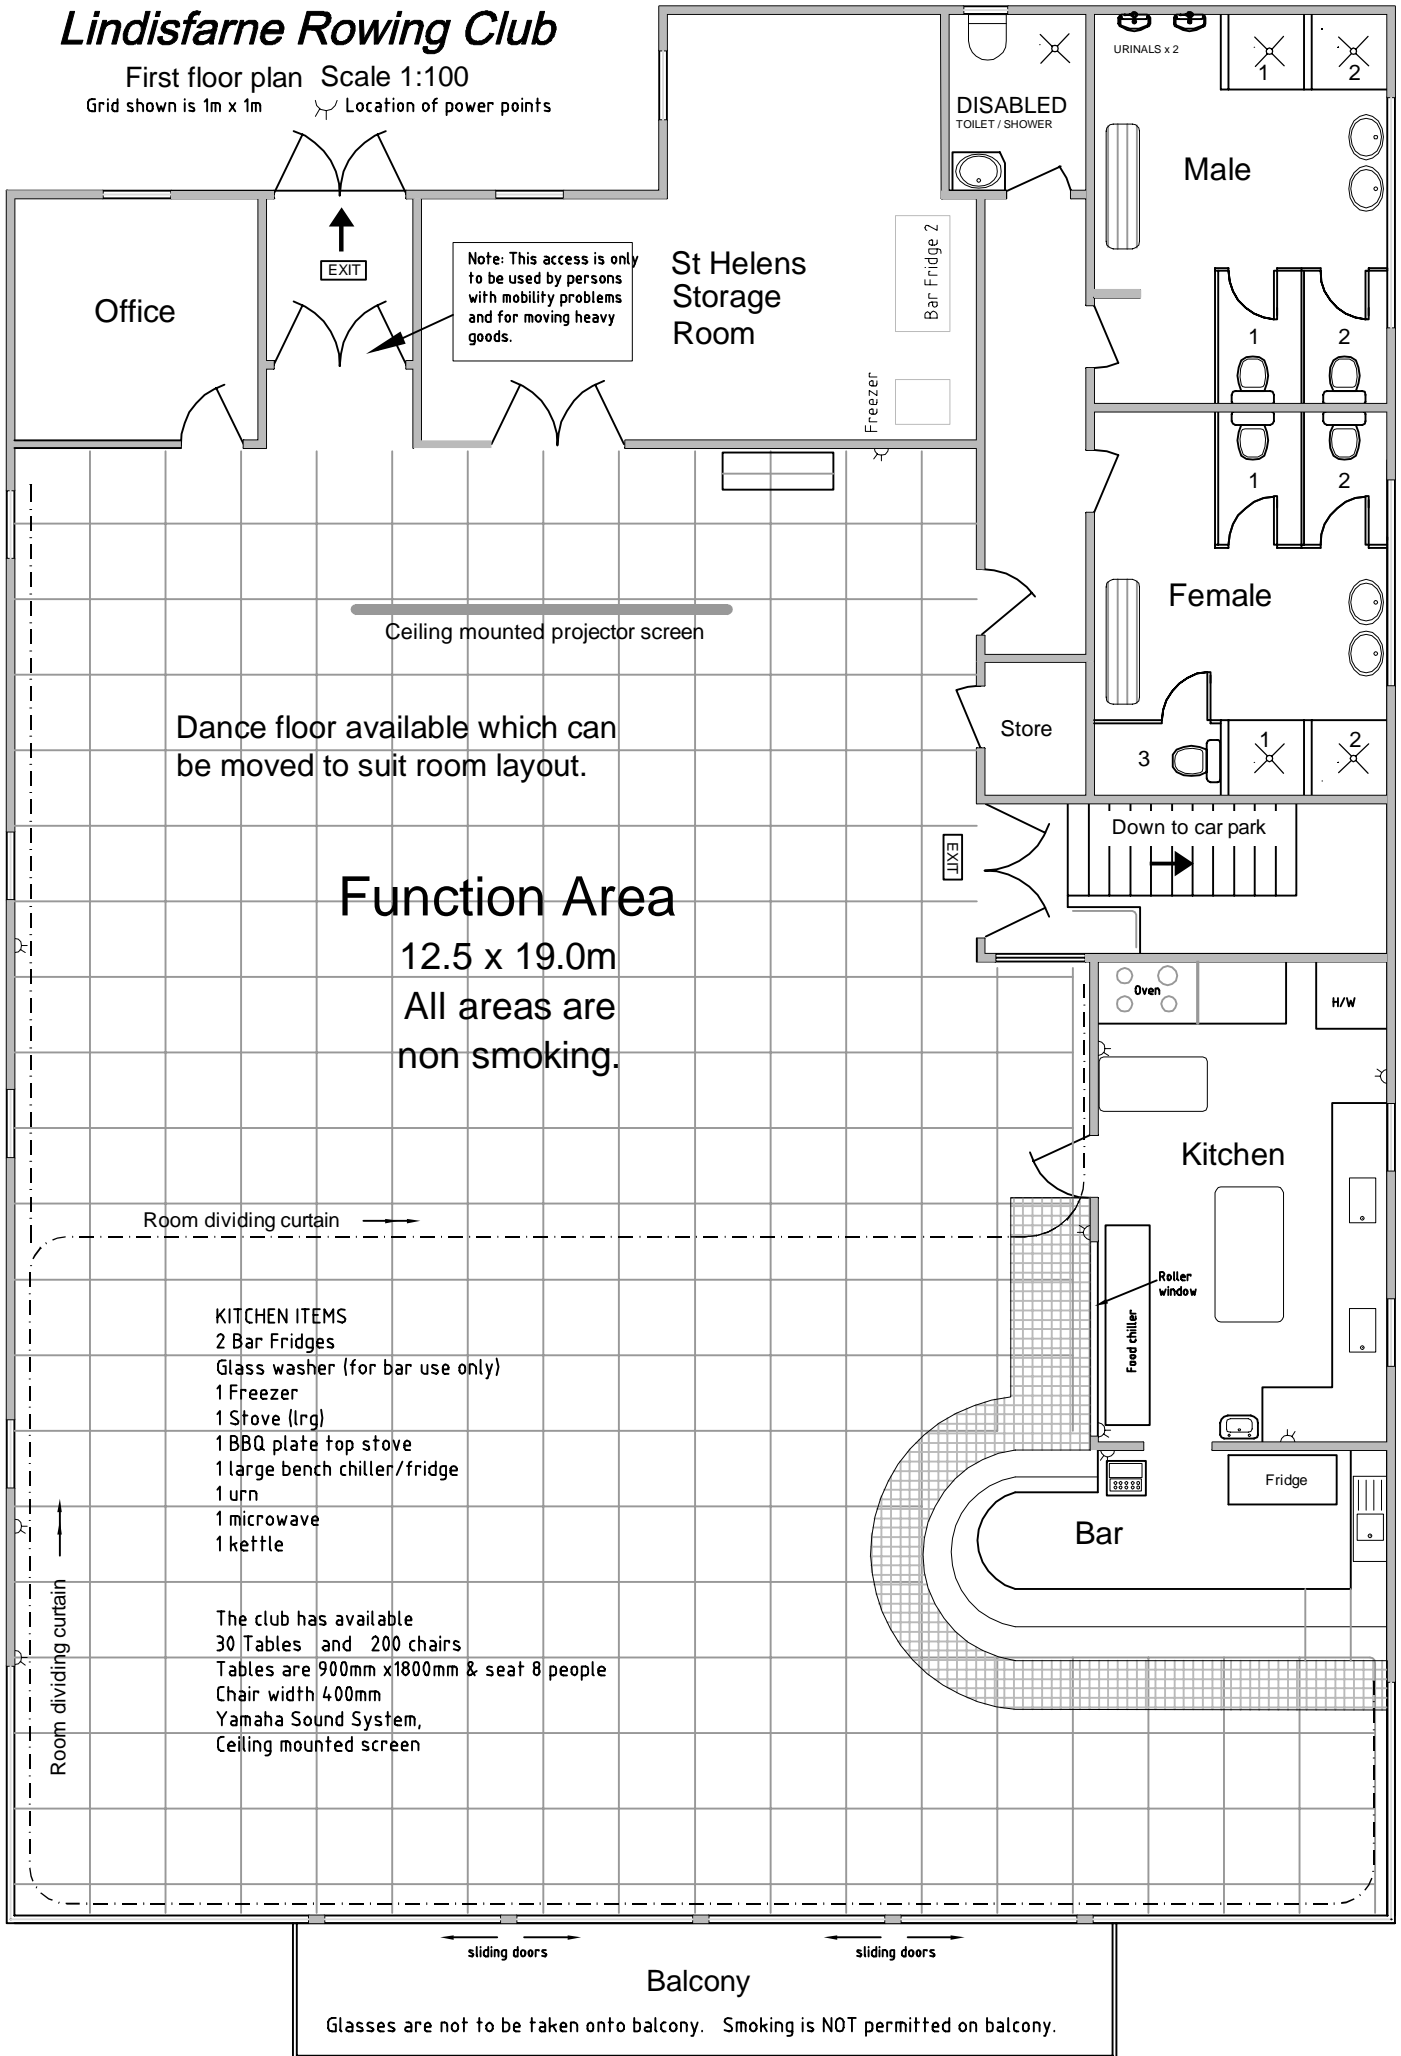 Lindisfarne Rowing Club
First floor plan Scale 1:100
Grid shown is 1m x 1m Location of power points
URINALS x 2
1
2
DISABLED
TOILET / SHOWER
Male
EXIT
Note: This access is only
to be used by persons
with mobility problems
and for moving heavy
goods.
St Helens
Storage
Room
Bar Fridge 2
Office
1
2
Freezer
1
2
Female
Ceiling mounted projector screen
Dance floor available which can
be moved to suit room layout.
Store
3
1
2
Down to car park
EXIT
Function Area
12.5 x 19.0m
All areas are
non smoking.
Oven
H/W
Kitchen
Room dividing curtain
Roller
window
Food chiller
KITCHEN ITEMS
2 Bar Fridges
Glass washer (for bar use only)
1 Freezer
1 Stove (lrg)
1 BBQ plate top stove
1 large bench chiller/fridge
1 urn
1 microwave
1 kettle
Fridge
Bar
Room dividing curtain
The club has available
30 Tables and 200 chairs
Tables are 900mm x1800mm & seat 8 people
Chair width 400mm
Yamaha Sound System,
Ceiling mounted screen
sliding doors
sliding doors
Balcony
Glasses are not to be taken onto balcony. Smoking is NOT permitted on balcony.